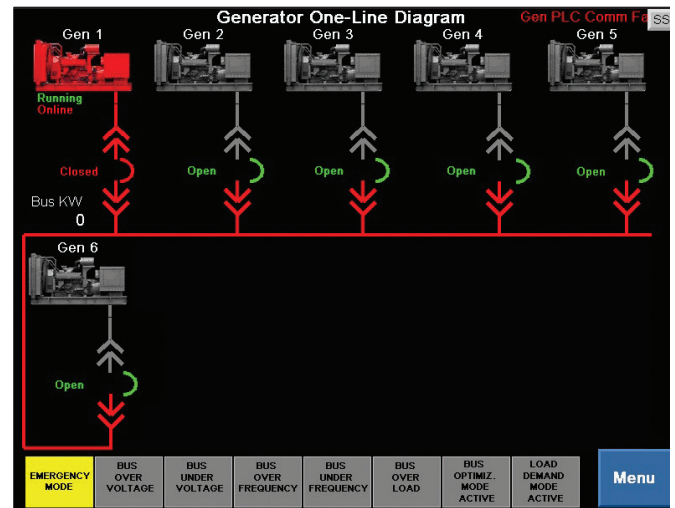 Generator One-Line Diagram
Gen PLC Comm
SS
Gen 1
Gen 2
Gen 3
Gen 4
Gen 5
Running
Online
Closed
Open
Open
Open
Open
Bus KW
0
Gen 6
Open
EMERGENCY
MODE
BUS
OVER
VOLTAGE
BUS
UNDER
VOLTAGE
BUS
OVER
FREQUENCY
BUS
UNDER
FREQUENCY
BUS
OVER
LOAD
BUS
OPTIMIZ.
MODE
ACTIVE
LOAD
DEMAND
MODE
ACTIVE
Menu